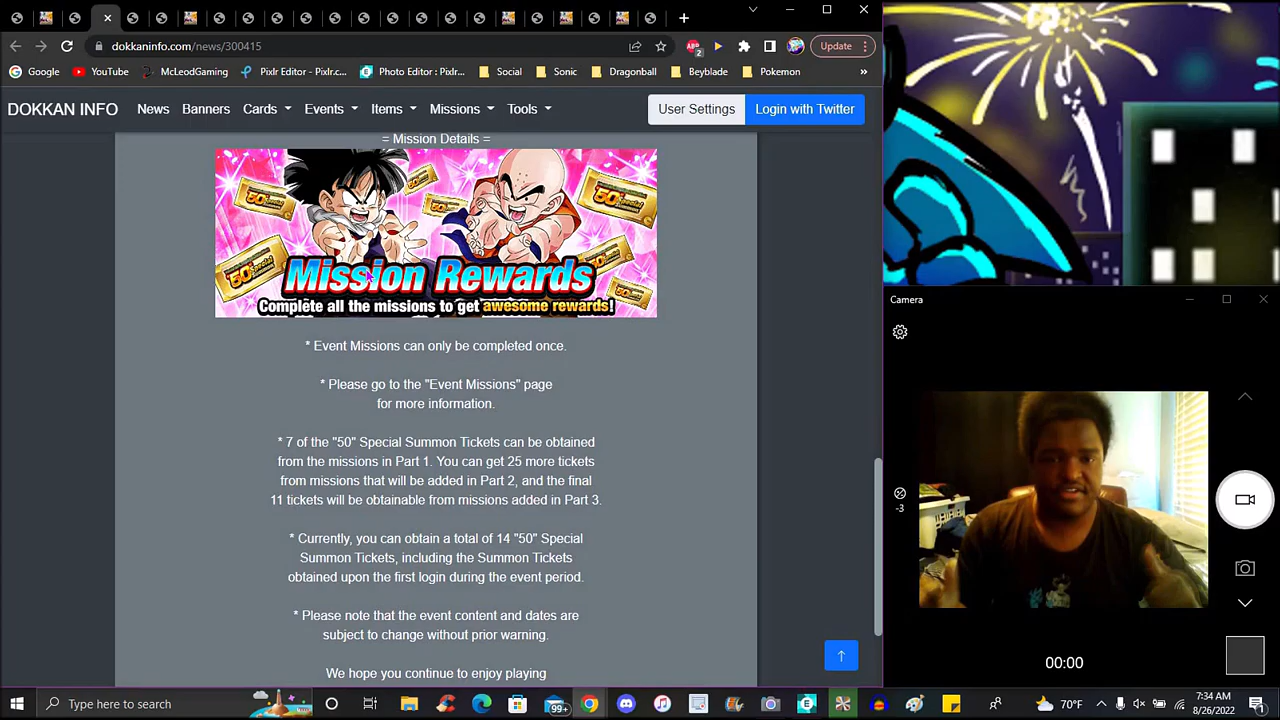 dokkaninfo.com/news/300415
Update
Google
YouTube
McLeodGaming
Pixlr Editor - Pixlr.c...
Photo Editor : Pixlr...
Social
Sonic
Dragonball
Beyblade
Pokemon
»
DOKKAN INFO
News
Banners
Cards
Events
Items
Missions
Tools
User Settings
Login with Twitter
= Mission Details =
Mission Rewards
Complete all the missions to get awesome rewards!
* Event Missions can only be completed once.
* Please go to the "Event Missions" page
for more information.
* 7 of the "50" Special Summon Tickets can be obtained
from the missions in Part 1. You can get 25 more tickets
from missions that will be added in Part 2, and the final
11 tickets will be obtainable from missions added in Part 3.
* Currently, you can obtain a total of 14 "50" Special
Summon Tickets, including the Summon Tickets
obtained upon the first login during the event period.
* Please note that the event content and dates are
subject to change without prior warning.
We hope you continue to enjoy playing
Camera
-3
00:00
Type here to search
99+
70°F
7:34 AM
8/26/2022